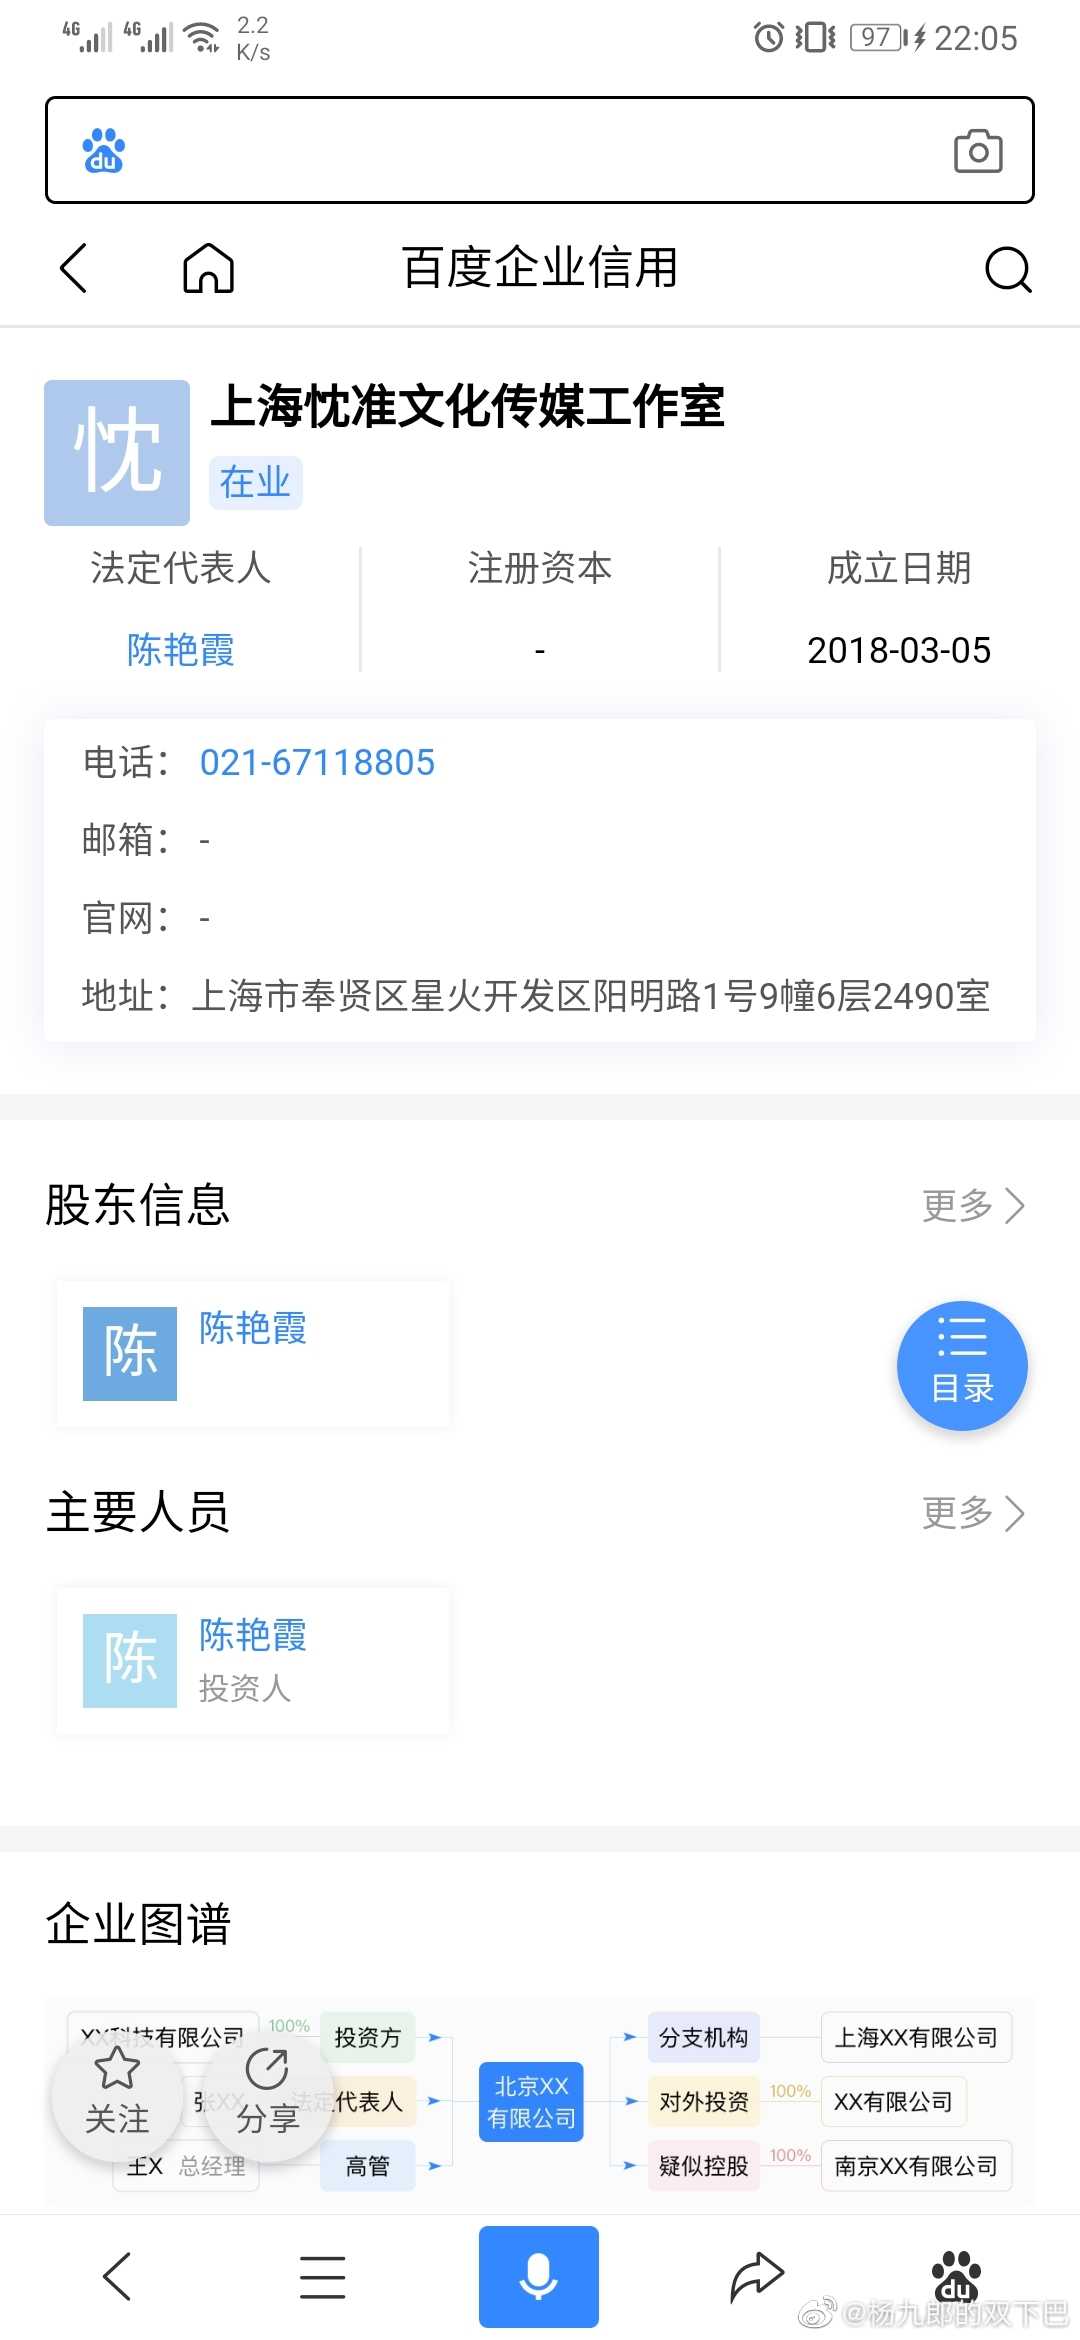 4G 4G 2.2 K/s 97 22:05
du
百度企业信用
忱
上海忱准文化传媒工作室
在业
法定代表人 注册资本 成立日期
陈艳霞 - 2018-03-05
电话： 021-67118805
邮箱： -
官网： -
地址： 上海市奉贤区星火开发区阳明路1号9幢6层2490室
股东信息 更多
陈 陈艳霞
目录
主要人员 更多
陈 陈艳霞
投资人
企业图谱
XX科技有限公司 100% 投资方 分支机构 上海XX有限公司
张XX 法定代表人 北京XX有限公司 对外投资 100% XX有限公司
王X 总经理 高管 疑似控股 100% 南京XX有限公司
关注 分享
du
@杨九郎的双下巴